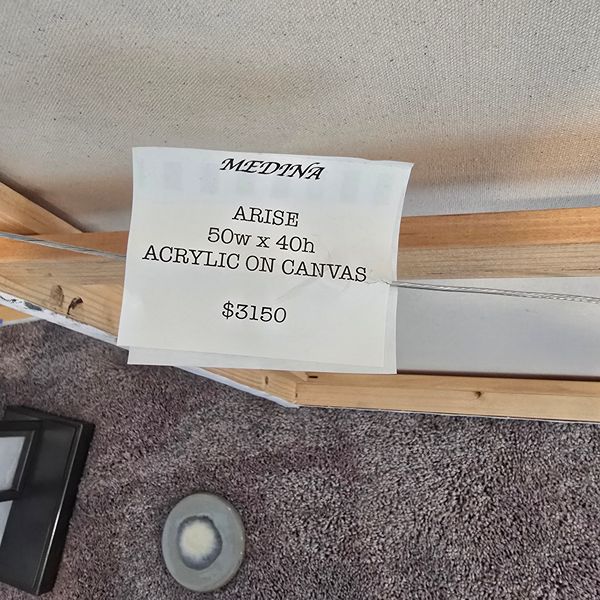 MEDINA
ARISE
50w x 40h
ACRYLIC ON CANVAS
$3150